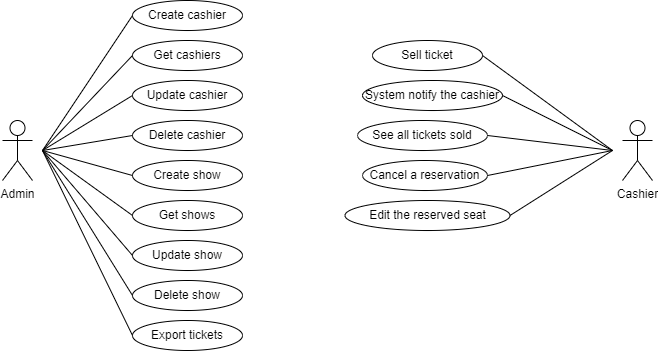 Create cashier
Get cashiers
Update cashier
Delete cashier
Create show
Get shows
Update show
Delete show
Export tickets
Admin
Sell ticket
System notify the cashier
See all tickets sold
Cancel a reservation
Edit the reserved seat
Cashier